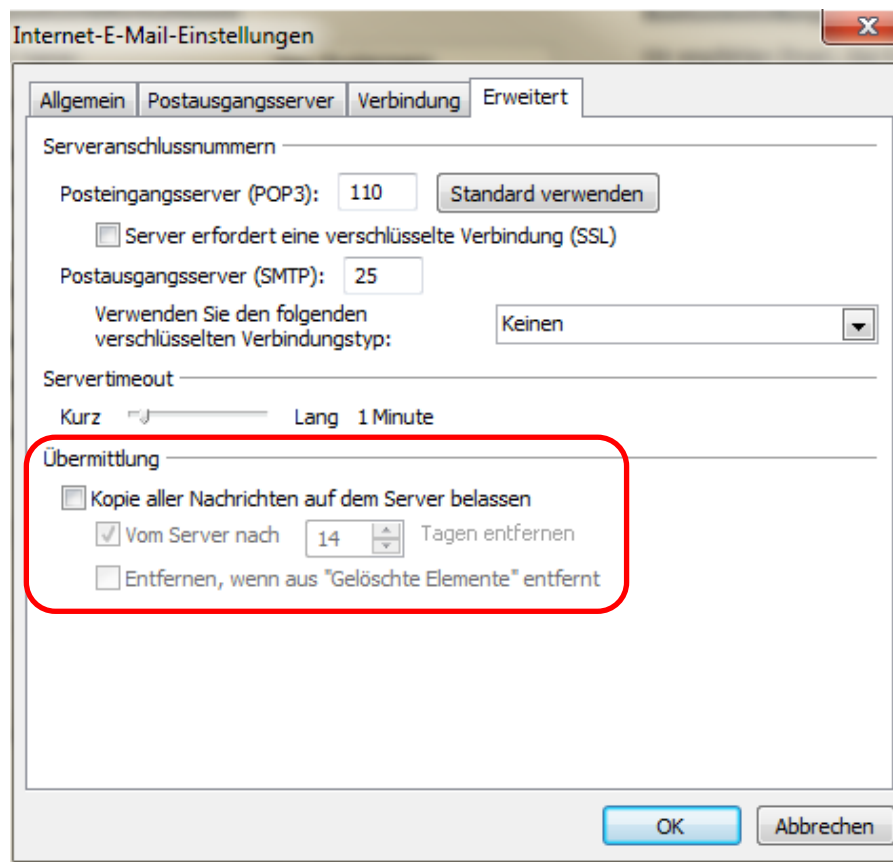 Internet-E-Mail-Einstellungen
Allgemein Postausgangsserver Verbindung Erweitert
Serveranschlussnummern
Posteingangsserver (POP3): 110 Standard verwenden
Server erfordert eine verschlüsselte Verbindung (SSL)
Postausgangsserver (SMTP): 25
Verwenden Sie den folgenden
verschlüsselten Verbindungstyp: Keinen
Servertimeout
Kurz Lang 1 Minute
Übermittlung
Kopie aller Nachrichten auf dem Server belassen
Vom Server nach 14 Tagen entfernen
Entfernen, wenn aus "Gelöschte Elemente" entfernt
OK Abbrechen